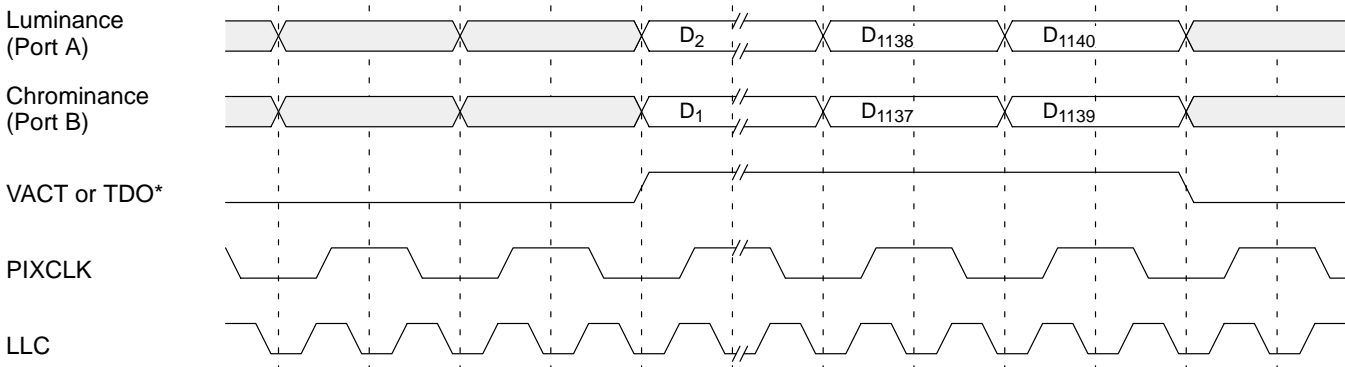 Luminance
(Port A)
D2
D1138
D1140
Chrominance
(Port B)
D1
D1137
D1139
VACT or TDO*
PIXCLK
LLC